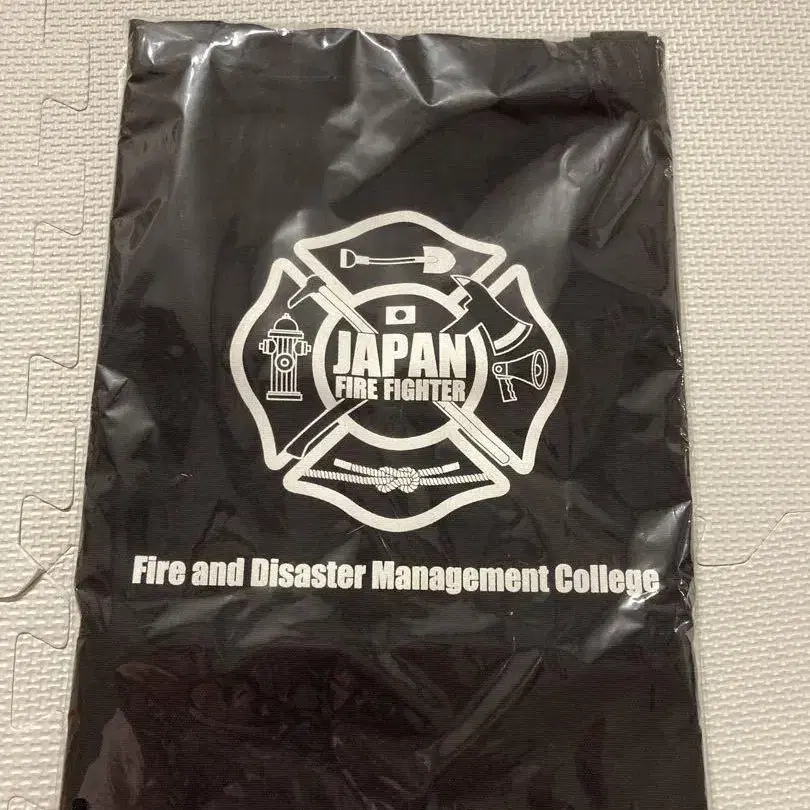 JAPAN
FIRE FIGHTER
Fire and Disaster Management College